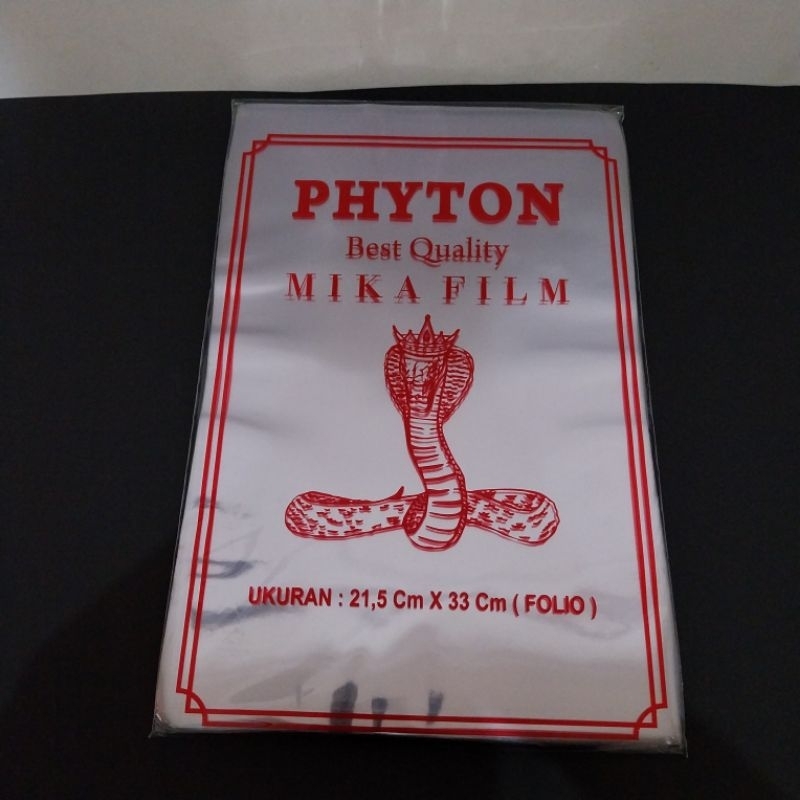 PHYTON
Best Quality
MIKA FILM
UKURAN : 21,5 Cm X 33 Cm ( FOLIO )